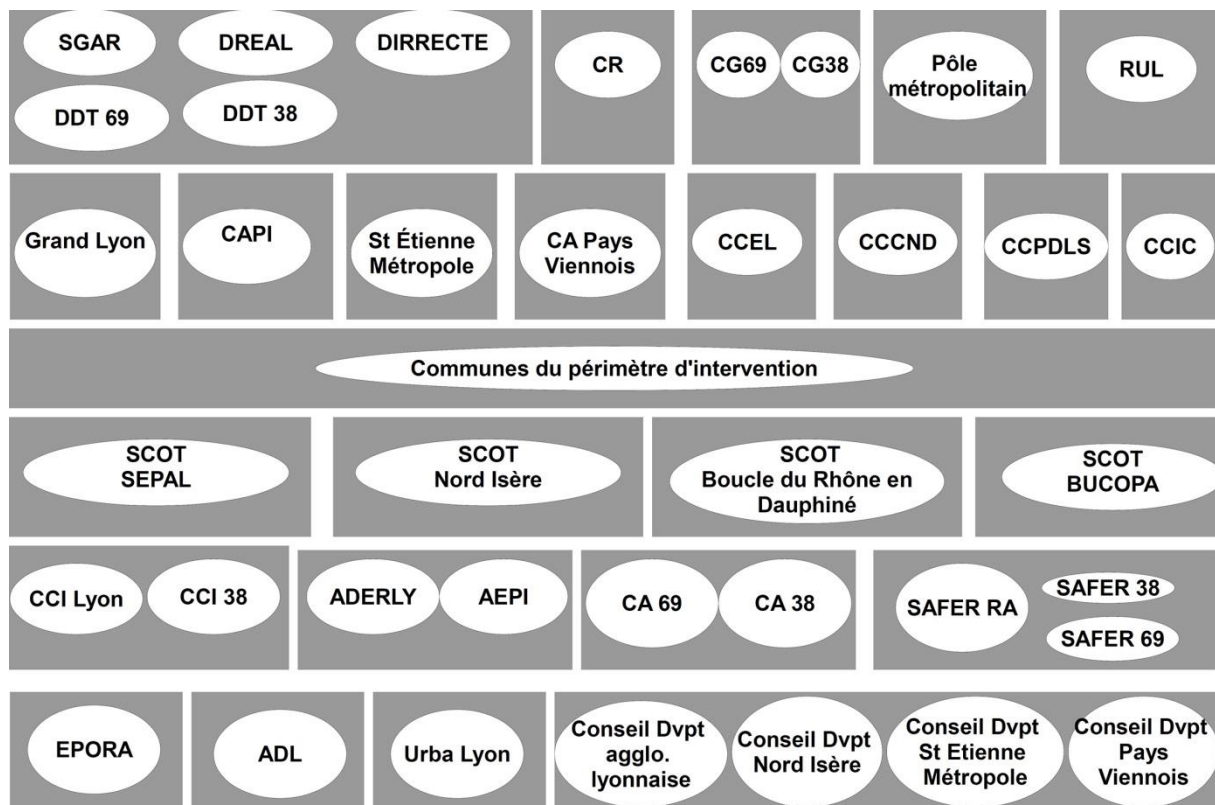 SGAR
DREAL
DIRRECTE
DDT 69
DDT 38
CR
CG69
CG38
Pôle
métropolitain
RUL
Grand Lyon
CAPI
St Étienne
Métropole
CA Pays
Viennois
CCEL
CCCND
CCPDLS
CCIC
Communes du périmètre d'intervention
SCOT
SEPAL
SCOT
Nord Isère
SCOT
Boucle du Rhône en
Dauphiné
SCOT
BUCOPA
CCI Lyon
CCI 38
ADERLY
AEPI
CA 69
CA 38
SAFER RA
SAFER 38
SAFER 69
EPORA
ADL
Urba Lyon
Conseil Dvpt
agglo.
lyonnaise
Conseil Dvpt
Nord Isère
Conseil Dvpt
St Etienne
Métropole
Conseil Dvpt
Pays
Viennois